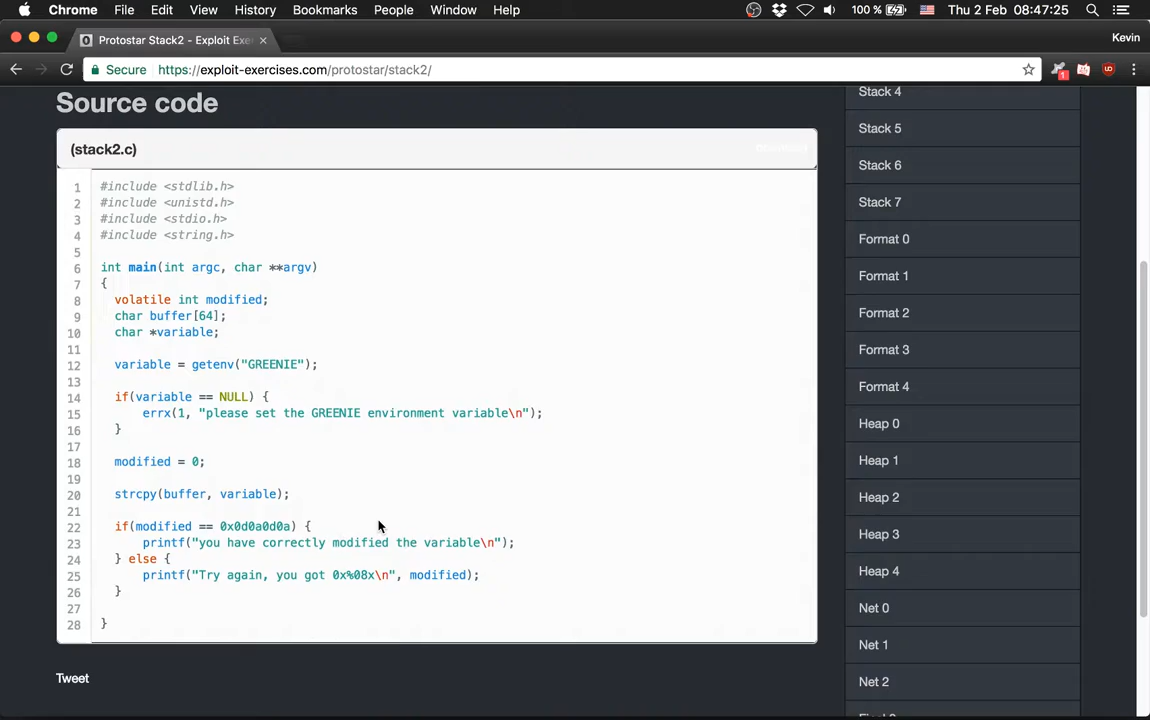 Chrome File Edit View History Bookmarks People Window Help 100 % Thu 2 Feb 08:47:25
Protostar Stack2 - Exploit Exe Kevin
Secure https://exploit-exercises.com/protostar/stack2/
Source code
(stack2.c)
1 #include <stdlib.h>
2 #include <unistd.h>
3 #include <stdio.h>
4 #include <string.h>
5
6 int main(int argc, char **argv)
7 {
8 volatile int modified;
9 char buffer[64];
10 char *variable;
11
12 variable = getenv("GREENIE");
13
14 if(variable == NULL) {
15 errx(1, "please set the GREENIE environment variable\n");
16 }
17
18 modified = 0;
19
20 strcpy(buffer, variable);
21
22 if(modified == 0x0d0a0d0a) {
23 printf("you have correctly modified the variable\n");
24 } else {
25 printf("Try again, you got 0x%08x\n", modified);
26 }
27
28 }
Tweet
Stack 4
Stack 5
Stack 6
Stack 7
Format 0
Format 1
Format 2
Format 3
Format 4
Heap 0
Heap 1
Heap 2
Heap 3
Heap 4
Net 0
Net 1
Net 2